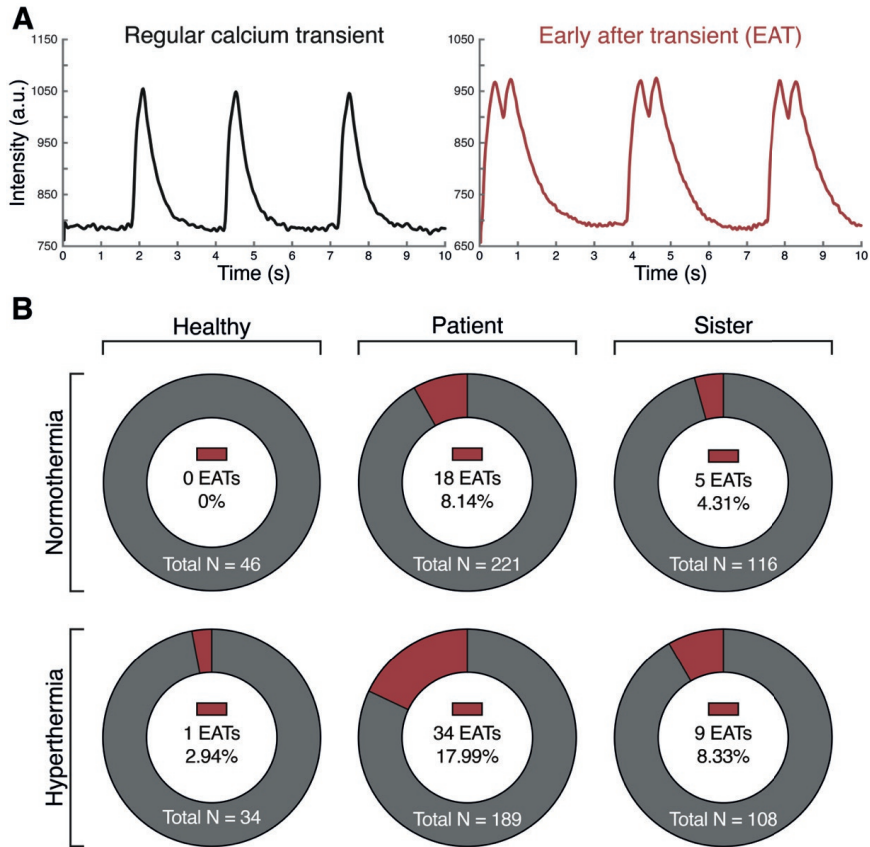 A
Regular calcium transient
Early after transient (EAT)
Intensity (a.u.)
1150
1050
950
850
750
0 1 2 3 4 5 6 7 8 9 10
Time (s)
1050
950
850
750
650
0 1 2 3 4 5 6 7 8 9 10
Time (s)
B
Healthy
Patient
Sister
Normothermia
0 EATs
0%
Total N = 46
18 EATs
8.14%
Total N = 221
5 EATs
4.31%
Total N = 116
Hyperthermia
1 EATs
2.94%
Total N = 34
34 EATs
17.99%
Total N = 189
9 EATs
8.33%
Total N = 108